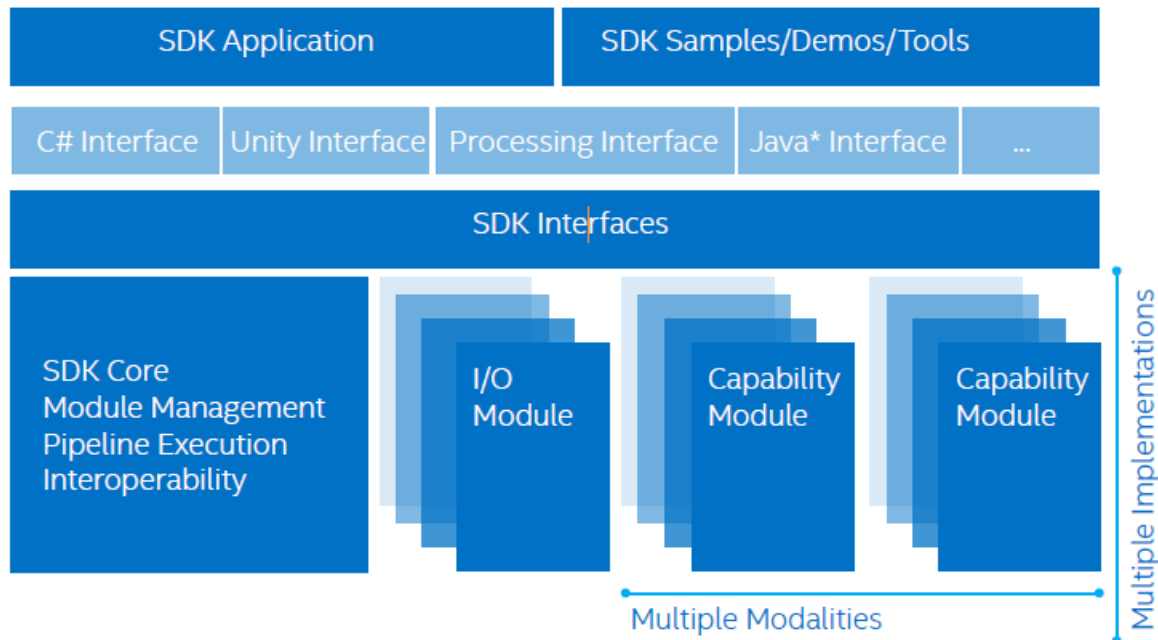 SDK Application
SDK Samples/Demos/Tools
C# Interface
Unity Interface
Processing Interface
Java* Interface
...
SDK Interfaces
SDK Core
Module Management
Pipeline Execution
Interoperability
I/O
Module
Capability
Module
Capability
Module
Multiple Implementations
Multiple Modalities